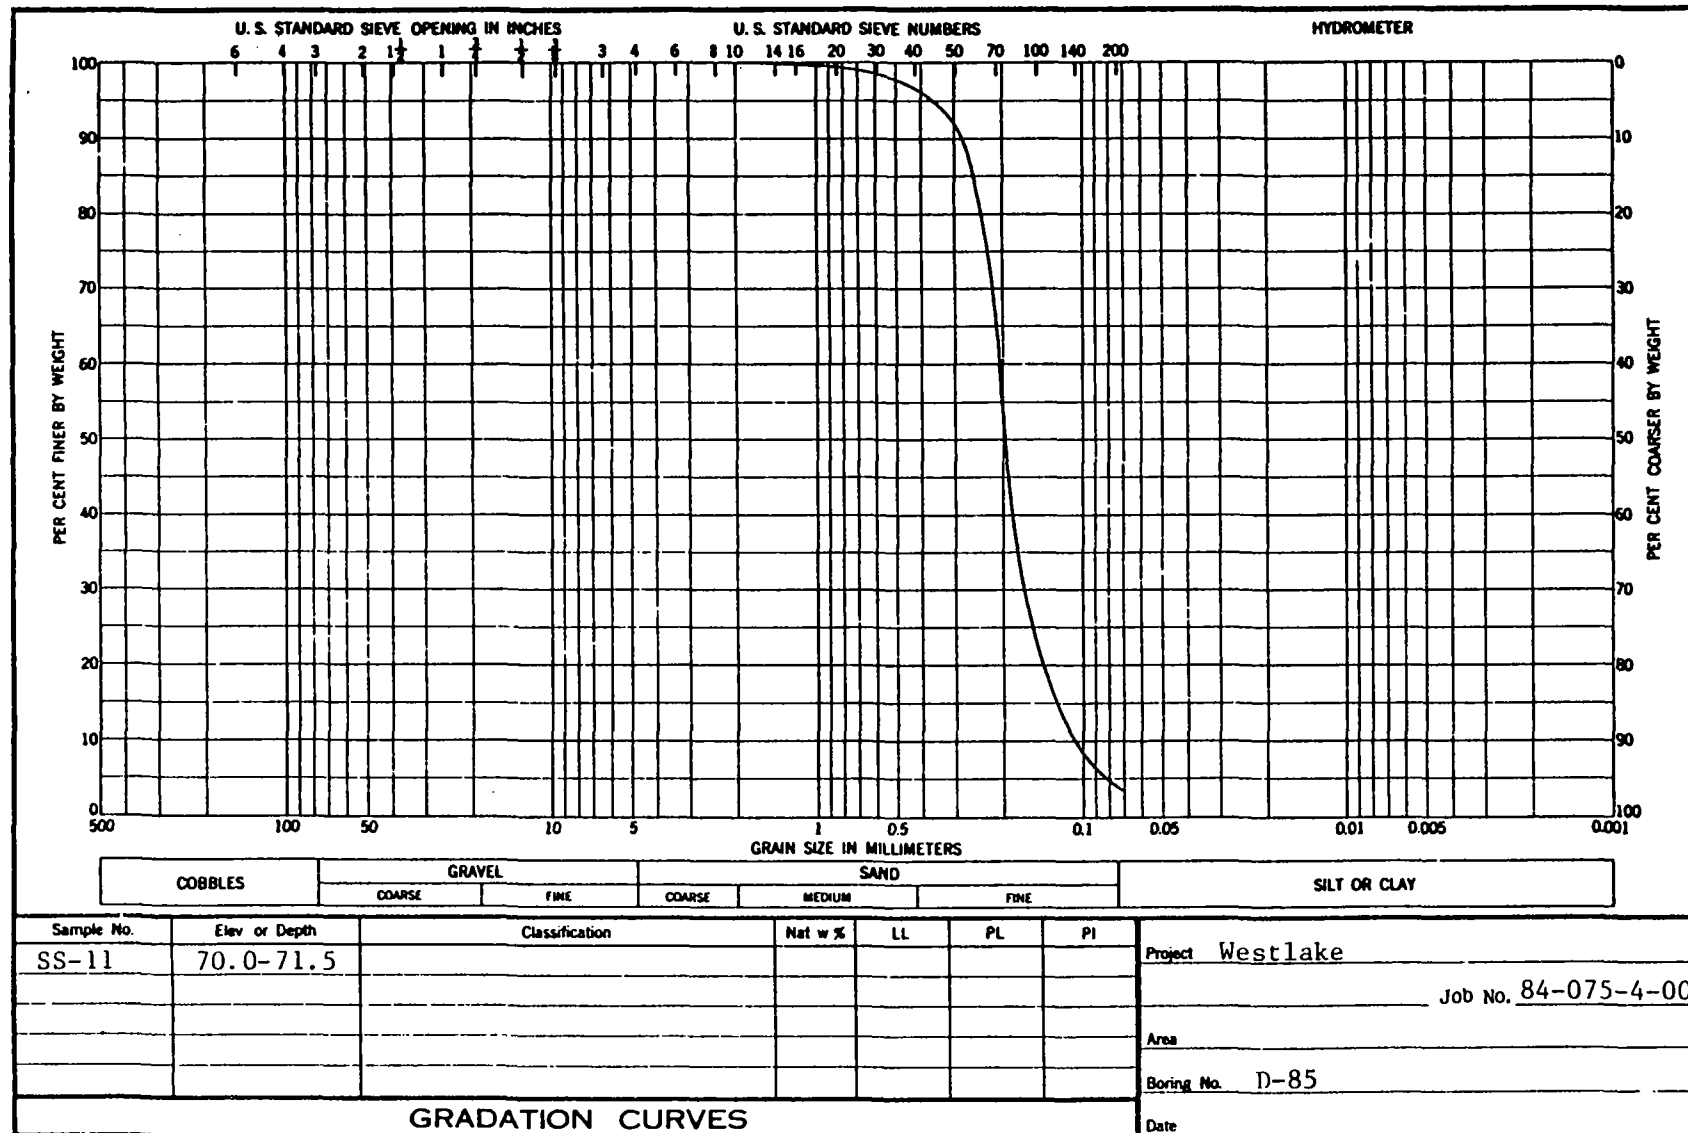 U. S. STANDARD SIEVE OPENING IN INCHES U. S. STANDARD SIEVE NUMBERS HYDROMETER
6 4 3 2 1½ 1 ¾ ½ 3 4 6 8 10 14 16 20 30 40 50 70 100 140 200
100 0
90 10
80 20
70 30
60 40
50 50
40 60
30 70
20 80
10 90
0 100
PER CENT FINER BY WEIGHT
PER CENT COARSER BY WEIGHT
500 100 50 10 5 1 0.5 0.1 0.05 0.01 0.005 0.001
GRAIN SIZE IN MILLIMETERS
COBBLES GRAVEL SAND SILT OR CLAY
COARSE FINE COARSE MEDIUM FINE
Sample No. Elev or Depth Classification Nat w % LL PL PI
SS-11 70.0-71.5
Project Westlake
Job No. 84-075-4-00
Area
Boring No. D-85
Date
GRADATION CURVES